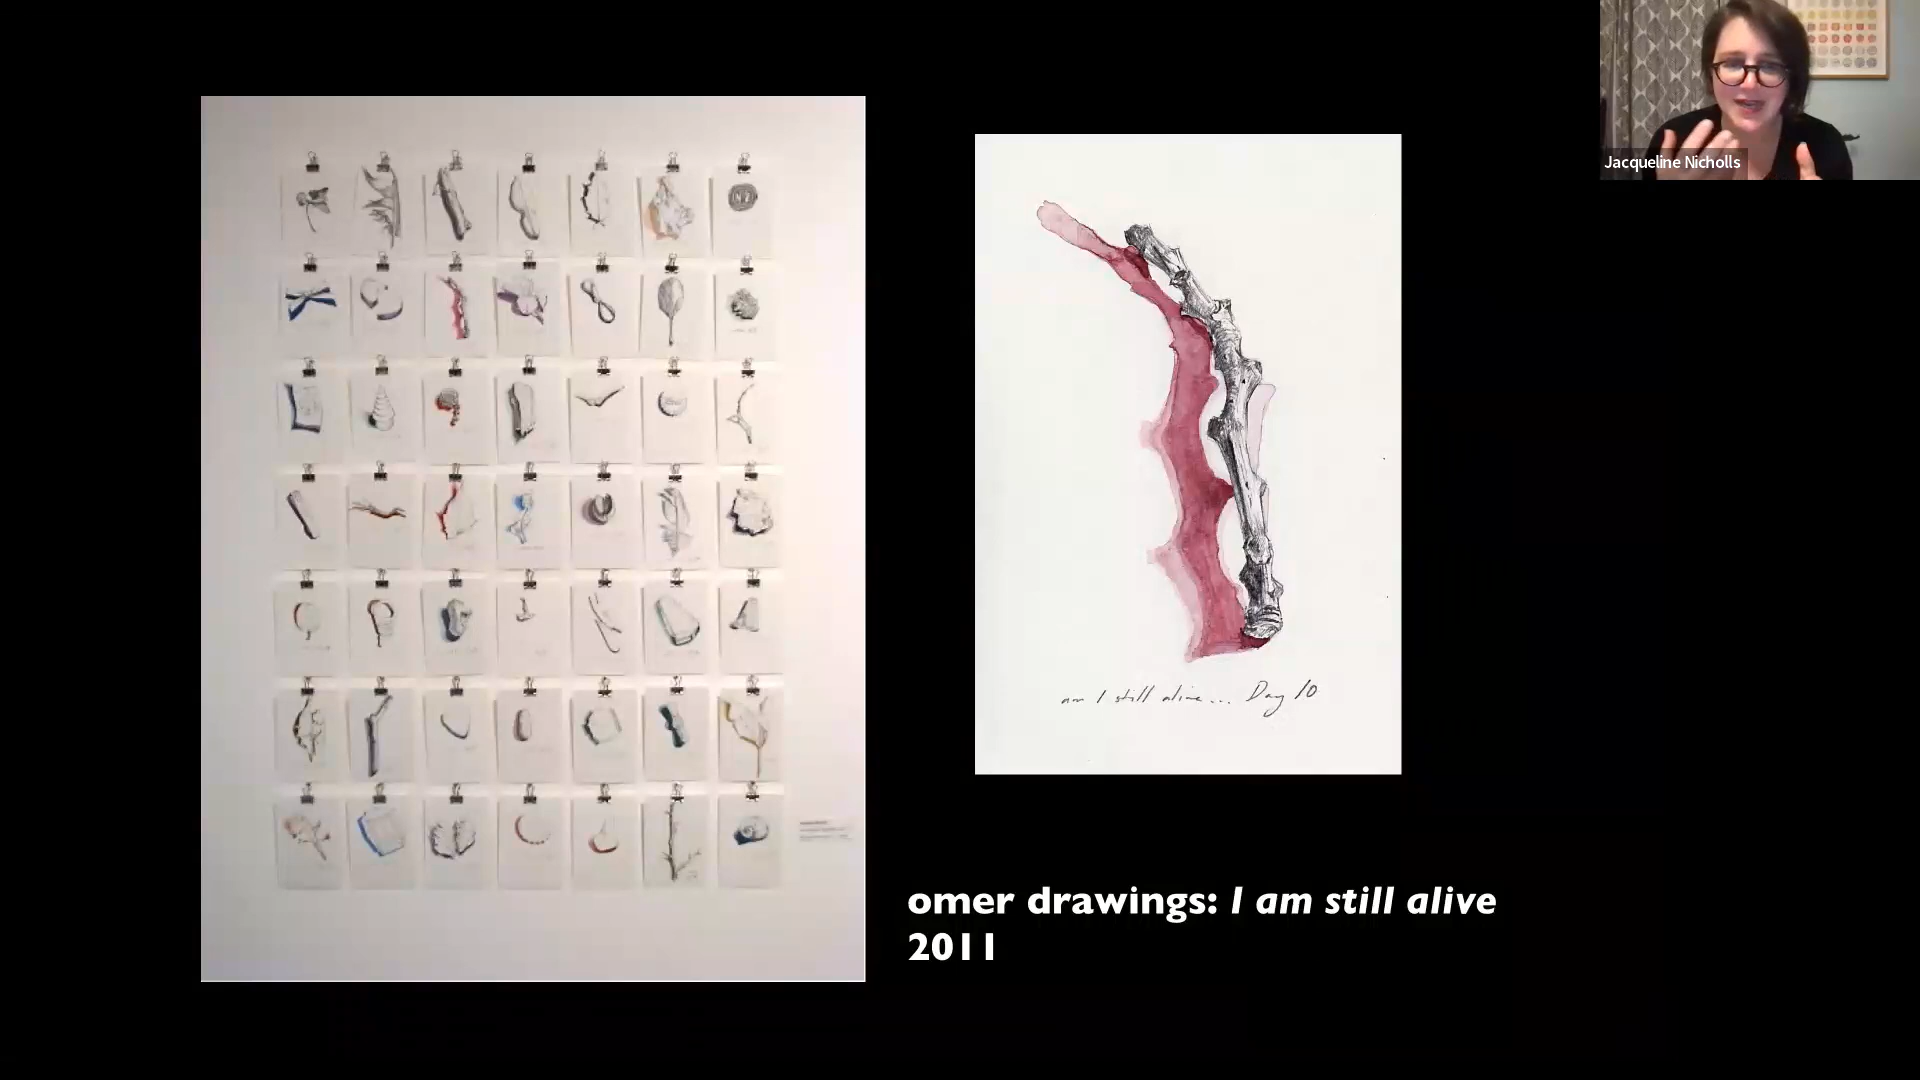 Jacqueline Nicholls
am I still alive... Day 10
omer drawings: I am still alive
2011